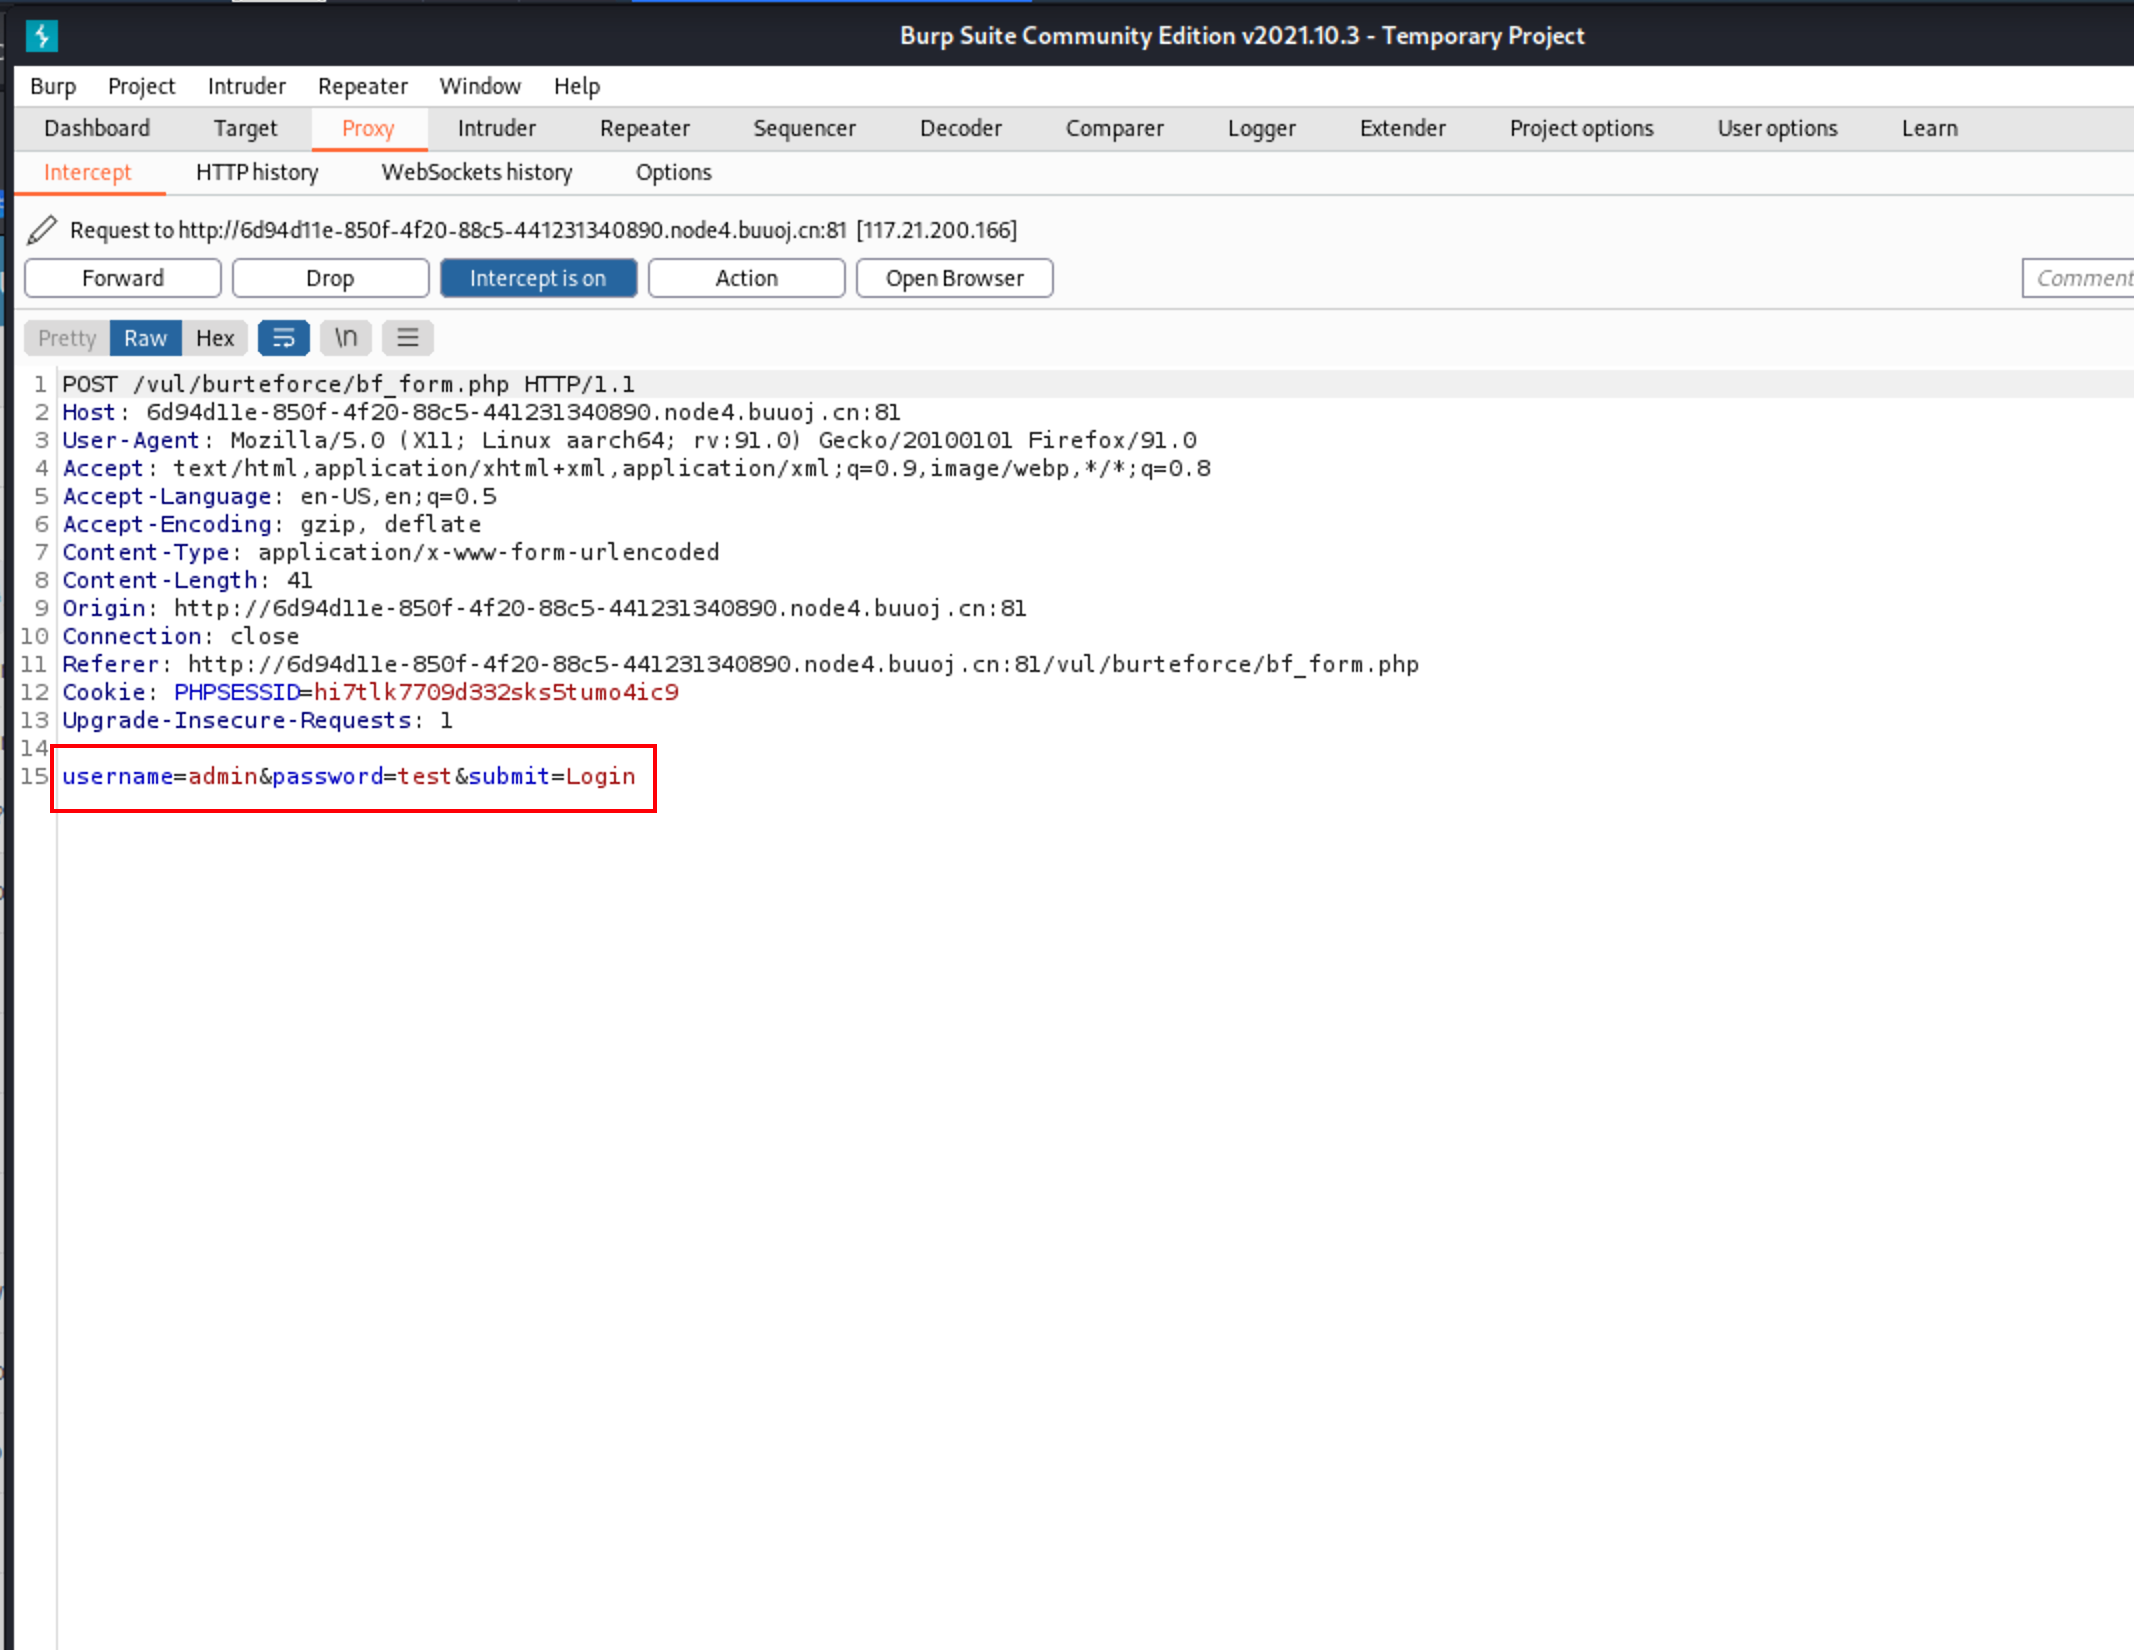 Burp Suite Community Edition v2021.10.3 - Temporary Project
Burp Project Intruder Repeater Window Help
Dashboard Target Proxy Intruder Repeater Sequencer Decoder Comparer Logger Extender Project options User options Learn
Intercept HTTP history WebSockets history Options
Request to http://6d94d11e-850f-4f20-88c5-441231340890.node4.buuoj.cn:81 [117.21.200.166]
Forward Drop Intercept is on Action Open Browser Comment
Pretty Raw Hex \n
1 POST /vul/burteforce/bf_form.php HTTP/1.1
2 Host: 6d94d11e-850f-4f20-88c5-441231340890.node4.buuoj.cn:81
3 User-Agent: Mozilla/5.0 (X11; Linux aarch64; rv:91.0) Gecko/20100101 Firefox/91.0
4 Accept: text/html,application/xhtml+xml,application/xml;q=0.9,image/webp,*/*;q=0.8
5 Accept-Language: en-US,en;q=0.5
6 Accept-Encoding: gzip, deflate
7 Content-Type: application/x-www-form-urlencoded
8 Content-Length: 41
9 Origin: http://6d94d11e-850f-4f20-88c5-441231340890.node4.buuoj.cn:81
10 Connection: close
11 Referer: http://6d94d11e-850f-4f20-88c5-441231340890.node4.buuoj.cn:81/vul/burteforce/bf_form.php
12 Cookie: PHPSESSID=hi7tlk7709d332sks5tumo4ic9
13 Upgrade-Insecure-Requests: 1
14
15 username=admin&password=test&submit=Login